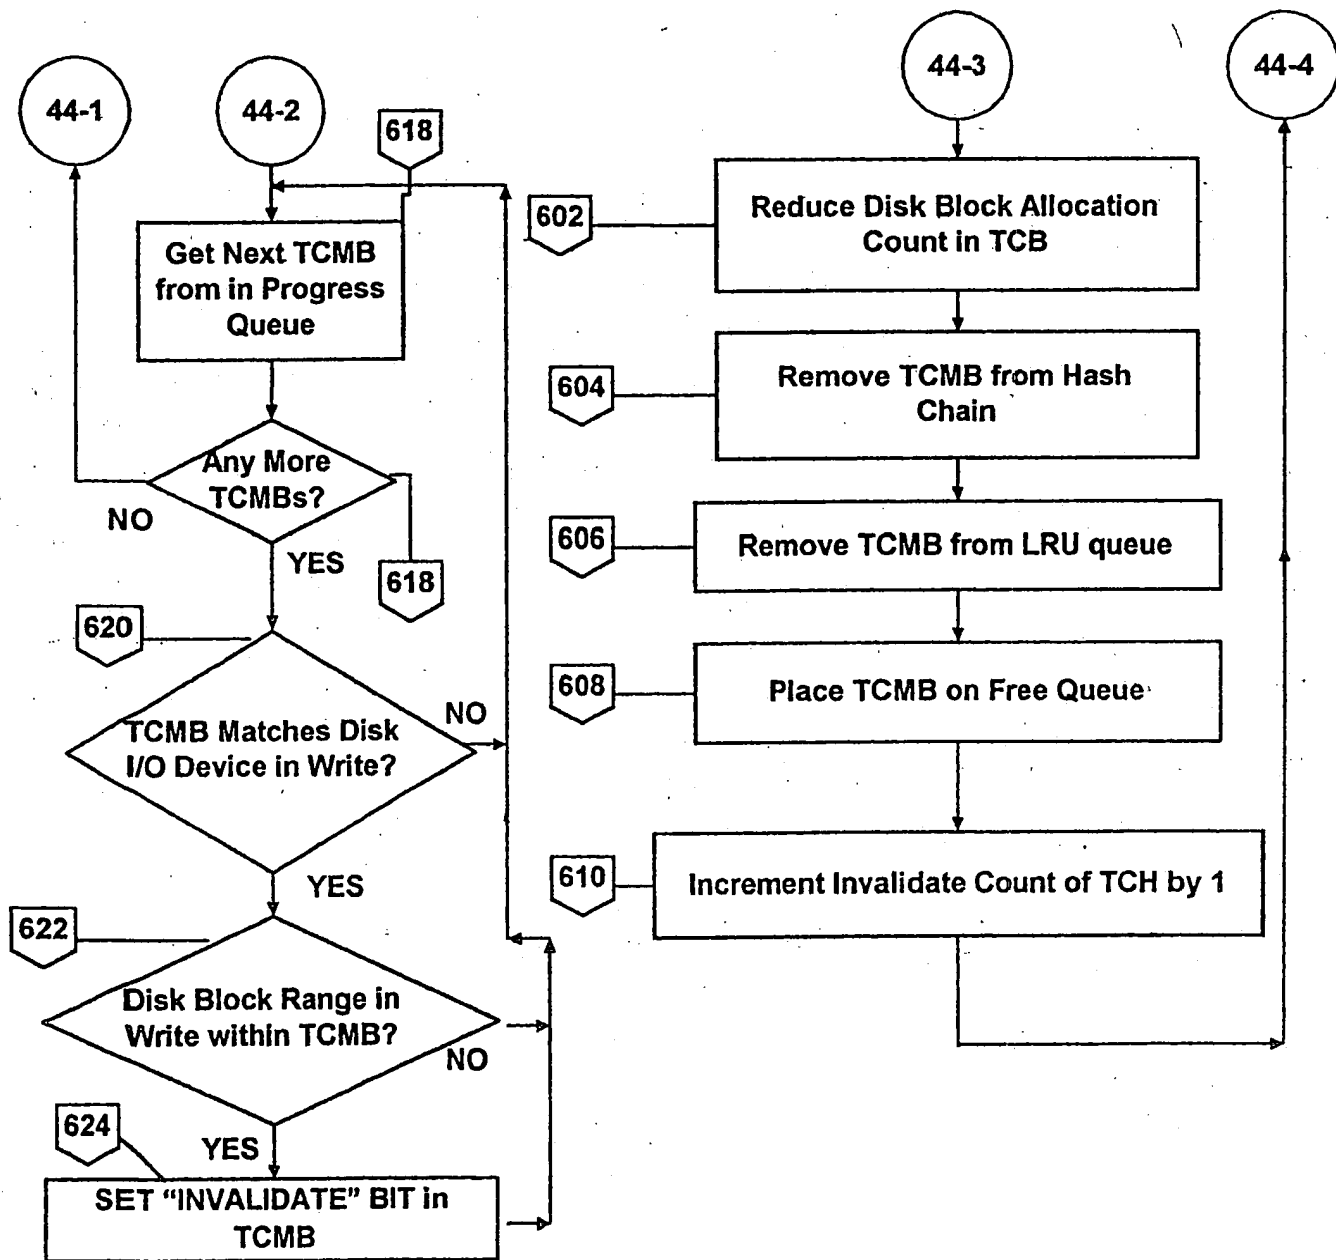 44-1
44-2
618
Get Next TCMB
from in Progress
Queue
Any More
TCMBs?
NO
YES
618
620
TCMB Matches Disk
I/O Device in Write?
NO
YES
622
Disk Block Range in
Write within TCMB?
NO
YES
624
SET “INVALIDATE” BIT in
TCMB
44-3
44-4
602
Reduce Disk Block Allocation
Count in TCB
604
Remove TCMB from Hash
Chain
606
Remove TCMB from LRU queue
608
Place TCMB on Free Queue
610
Increment Invalidate Count of TCH by 1